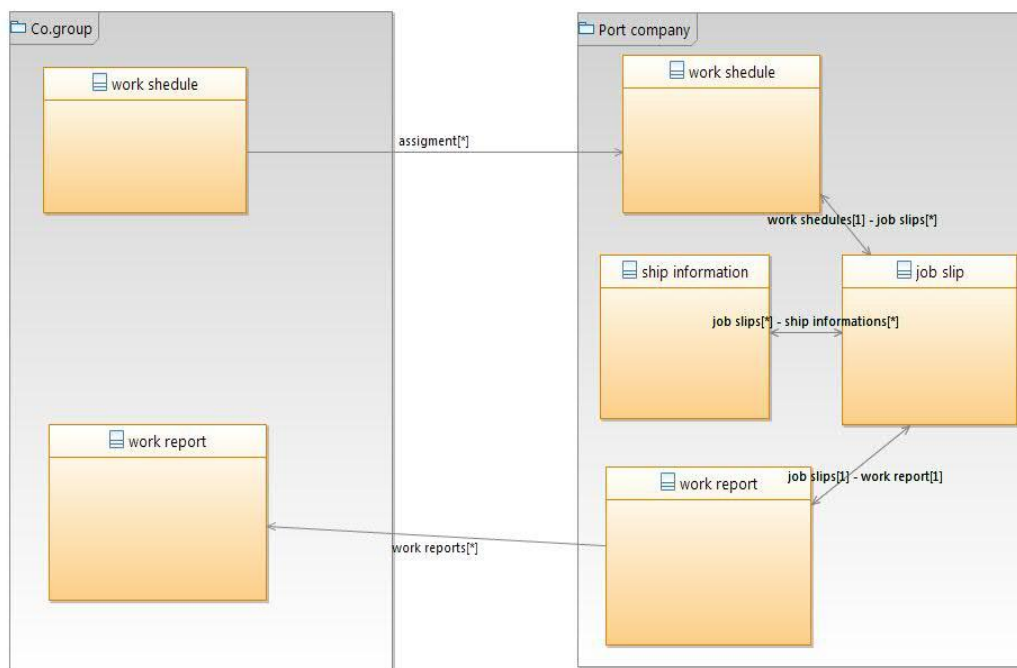 Co.group
work shedule
work report
assigment[*]
work reports[*]
Port company
work shedule
work shedules[1] - job slips[*]
ship information
job slip
job slips[*] - ship informations[*]
work report
job slips[1] - work report[1]